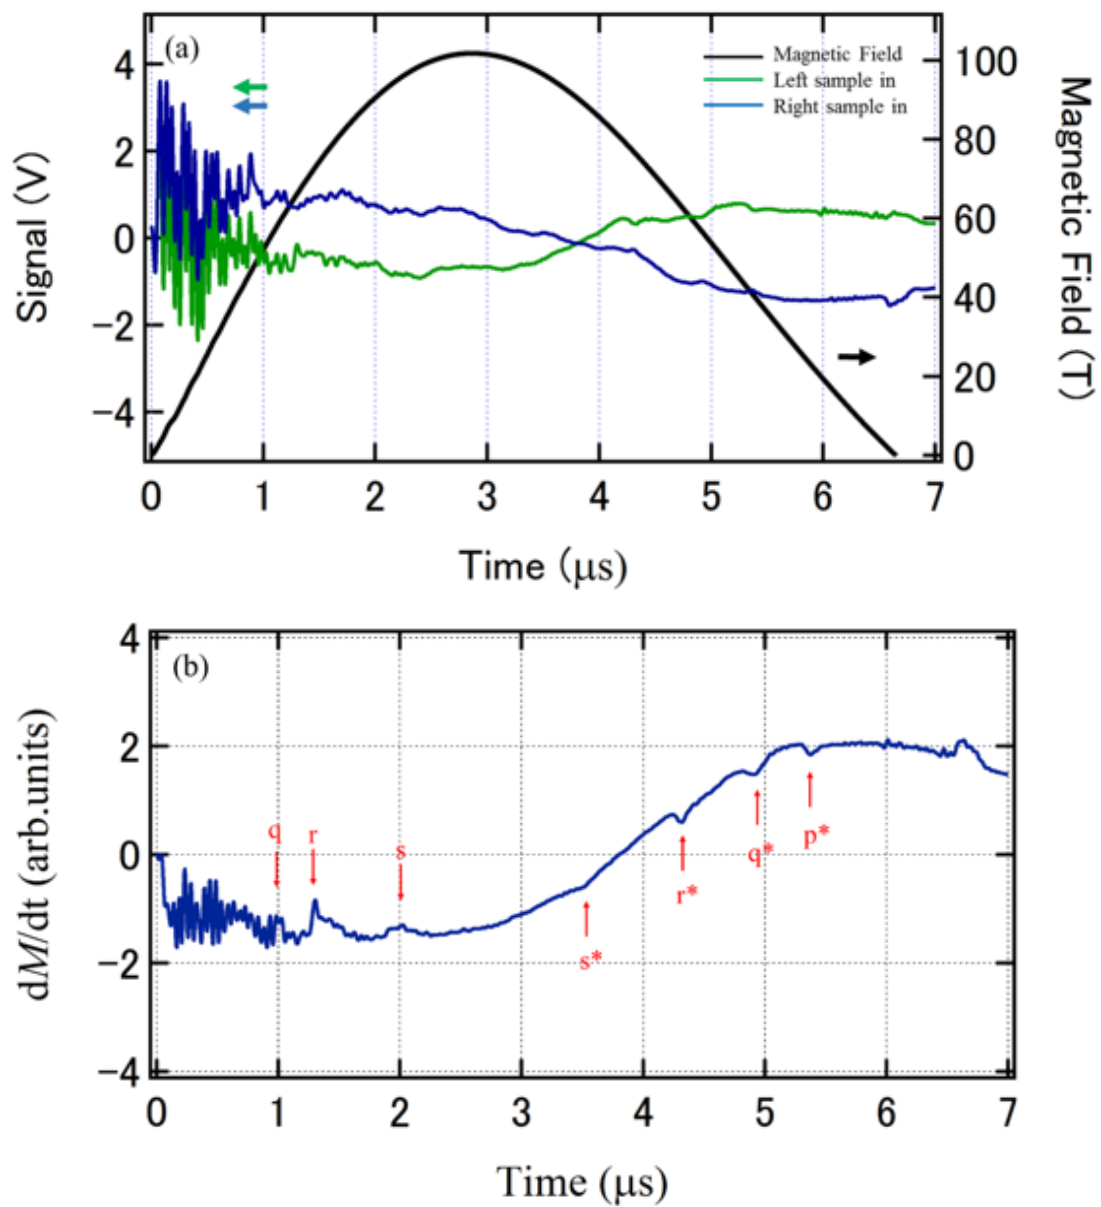 (a)
Magnetic Field
Left sample in
Right sample in
4
2
0
−2
−4
Signal (V)
100
80
60
40
20
0
Magnetic Field (T)
0 1 2 3 4 5 6 7
Time (μs)
(b)
4
2
0
−2
−4
dM/dt (arb.units)
q r s
s* r* q* p*
0 1 2 3 4 5 6 7
Time (μs)